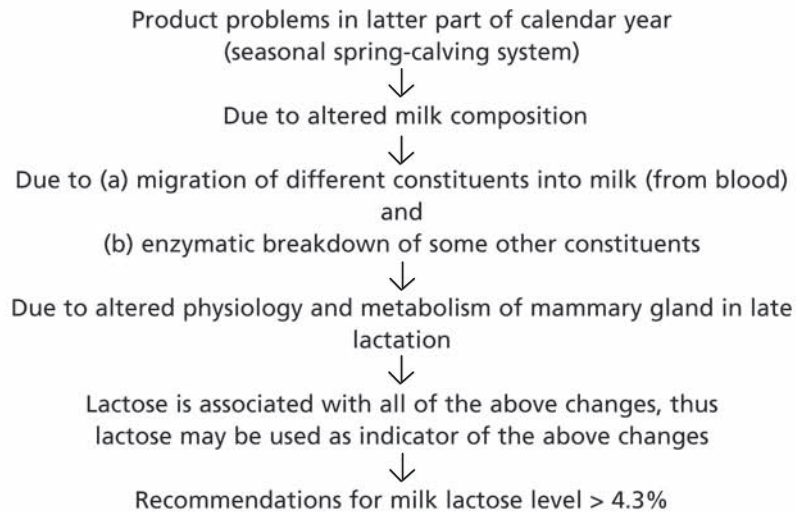 Product problems in latter part of calendar year
(seasonal spring-calving system)
Due to altered milk composition
Due to (a) migration of different constituents into milk (from blood)
and
(b) enzymatic breakdown of some other constituents
Due to altered physiology and metabolism of mammary gland in late
lactation
Lactose is associated with all of the above changes, thus
lactose may be used as indicator of the above changes
Recommendations for milk lactose level > 4.3%